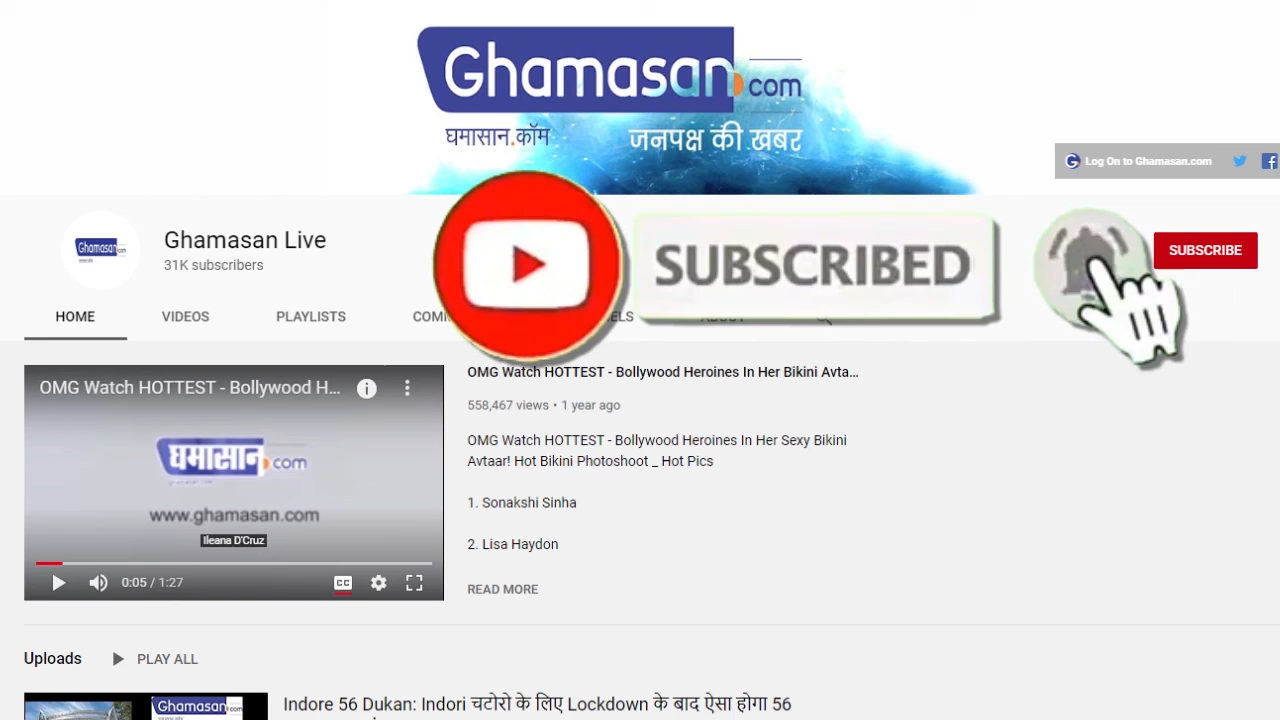 Ghamasan.com
घमासान.कॉम
जनपक्ष की खबर
Log On to Ghamasan.com
Ghamasan
Ghamasan Live
31K subscribers
SUBSCRIBED
SUBSCRIBE
HOME
VIDEOS
PLAYLISTS
OMG Watch HOTTEST - Bollywood H...
OMG Watch HOTTEST - Bollywood Heroines In Her Bikini Avta...
558,467 views • 1 year ago
OMG Watch HOTTEST - Bollywood Heroines In Her Sexy Bikini
Avtaar! Hot Bikini Photoshoot _ Hot Pics
1. Sonakshi Sinha
2. Lisa Haydon
READ MORE
घमासान.com
www.ghamasan.com
Ileana D'Cruz
0:05 / 1:27
CC
Uploads
PLAY ALL
Ghamasan.com
Indore 56 Dukan: Indori चटोरो के लिए Lockdown के बाद ऐसा होगा 56